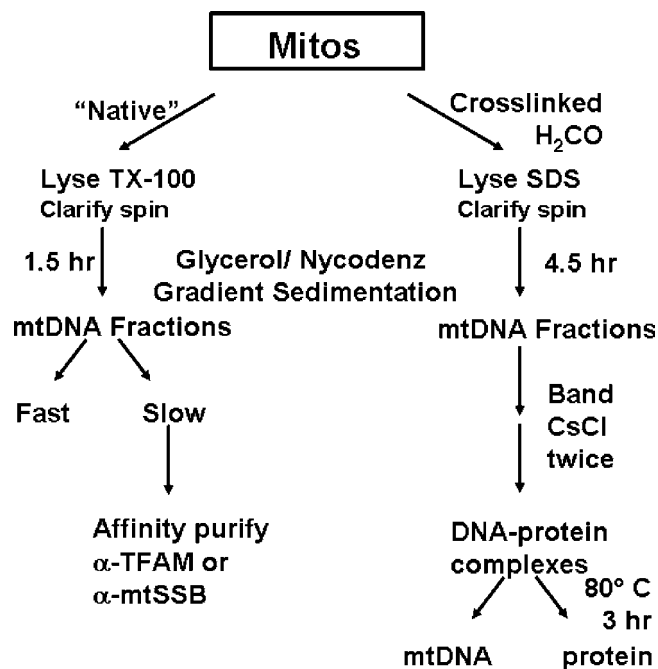 Mitos
“Native”
Crosslinked
H₂CO
Lyse TX-100
Clarify spin
Lyse SDS
Clarify spin
1.5 hr
Glycerol/ Nycodenz
Gradient Sedimentation
4.5 hr
mtDNA Fractions
mtDNA Fractions
Fast
Slow
Band
CsCl
twice
Affinity purify
α-TFAM or
α-mtSSB
DNA-protein
complexes
80° C
3 hr
mtDNA
protein